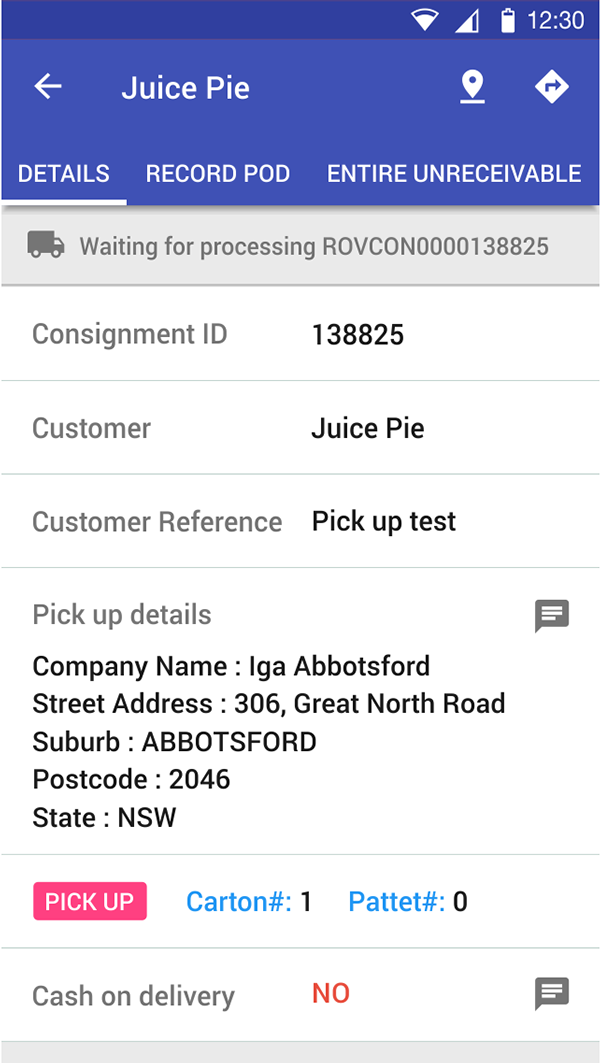 12:30
Juice Pie
DETAILS RECORD POD ENTIRE UNRECEIVABLE
Waiting for processing ROVCON0000138825
Consignment ID 138825
Customer Juice Pie
Customer Reference Pick up test
Pick up details
Company Name : Iga Abbotsford
Street Address : 306, Great North Road
Suburb : ABBOTSFORD
Postcode : 2046
State : NSW
PICK UP Carton#: 1 Pattet#: 0
Cash on delivery NO